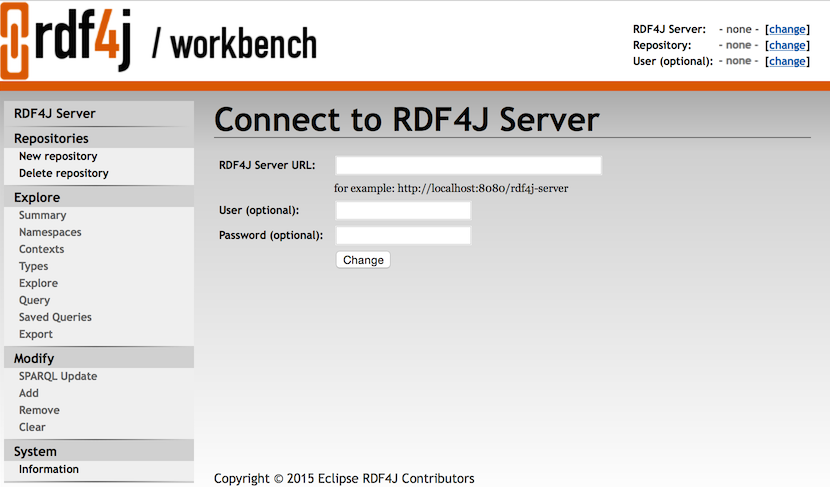 rdf4j / workbench
RDF4J Server: - none - [change]
Repository: - none - [change]
User (optional): - none - [change]
RDF4J Server
Repositories
New repository
Delete repository
Explore
Summary
Namespaces
Contexts
Types
Explore
Query
Saved Queries
Export
Modify
SPARQL Update
Add
Remove
Clear
System
Information
Connect to RDF4J Server
RDF4J Server URL:
for example: http://localhost:8080/rdf4j-server
User (optional):
Password (optional):
Change
Copyright © 2015 Eclipse RDF4J Contributors